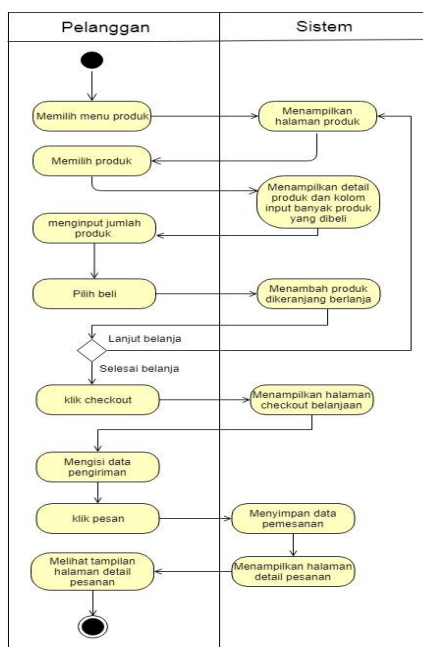 Pelanggan
Sistem
Memilih menu produk
Menampilkan
halaman produk
Memilih produk
Menampilkan detail
produk dan kolom
input banyak produk
yang dibeli
menginput jumlah
produk
Pilih beli
Menambah produk
dikeranjang berlanja
Lanjut belanja
Selesai belanja
klik checkout
Menampilkan halaman
checkout belanjaan
Mengisi data
pengiriman
klik pesan
Menyimpan data
pemesanan
Melihat tampilan
halaman detail
pesanan
Menampilkan halaman
detail pesanan